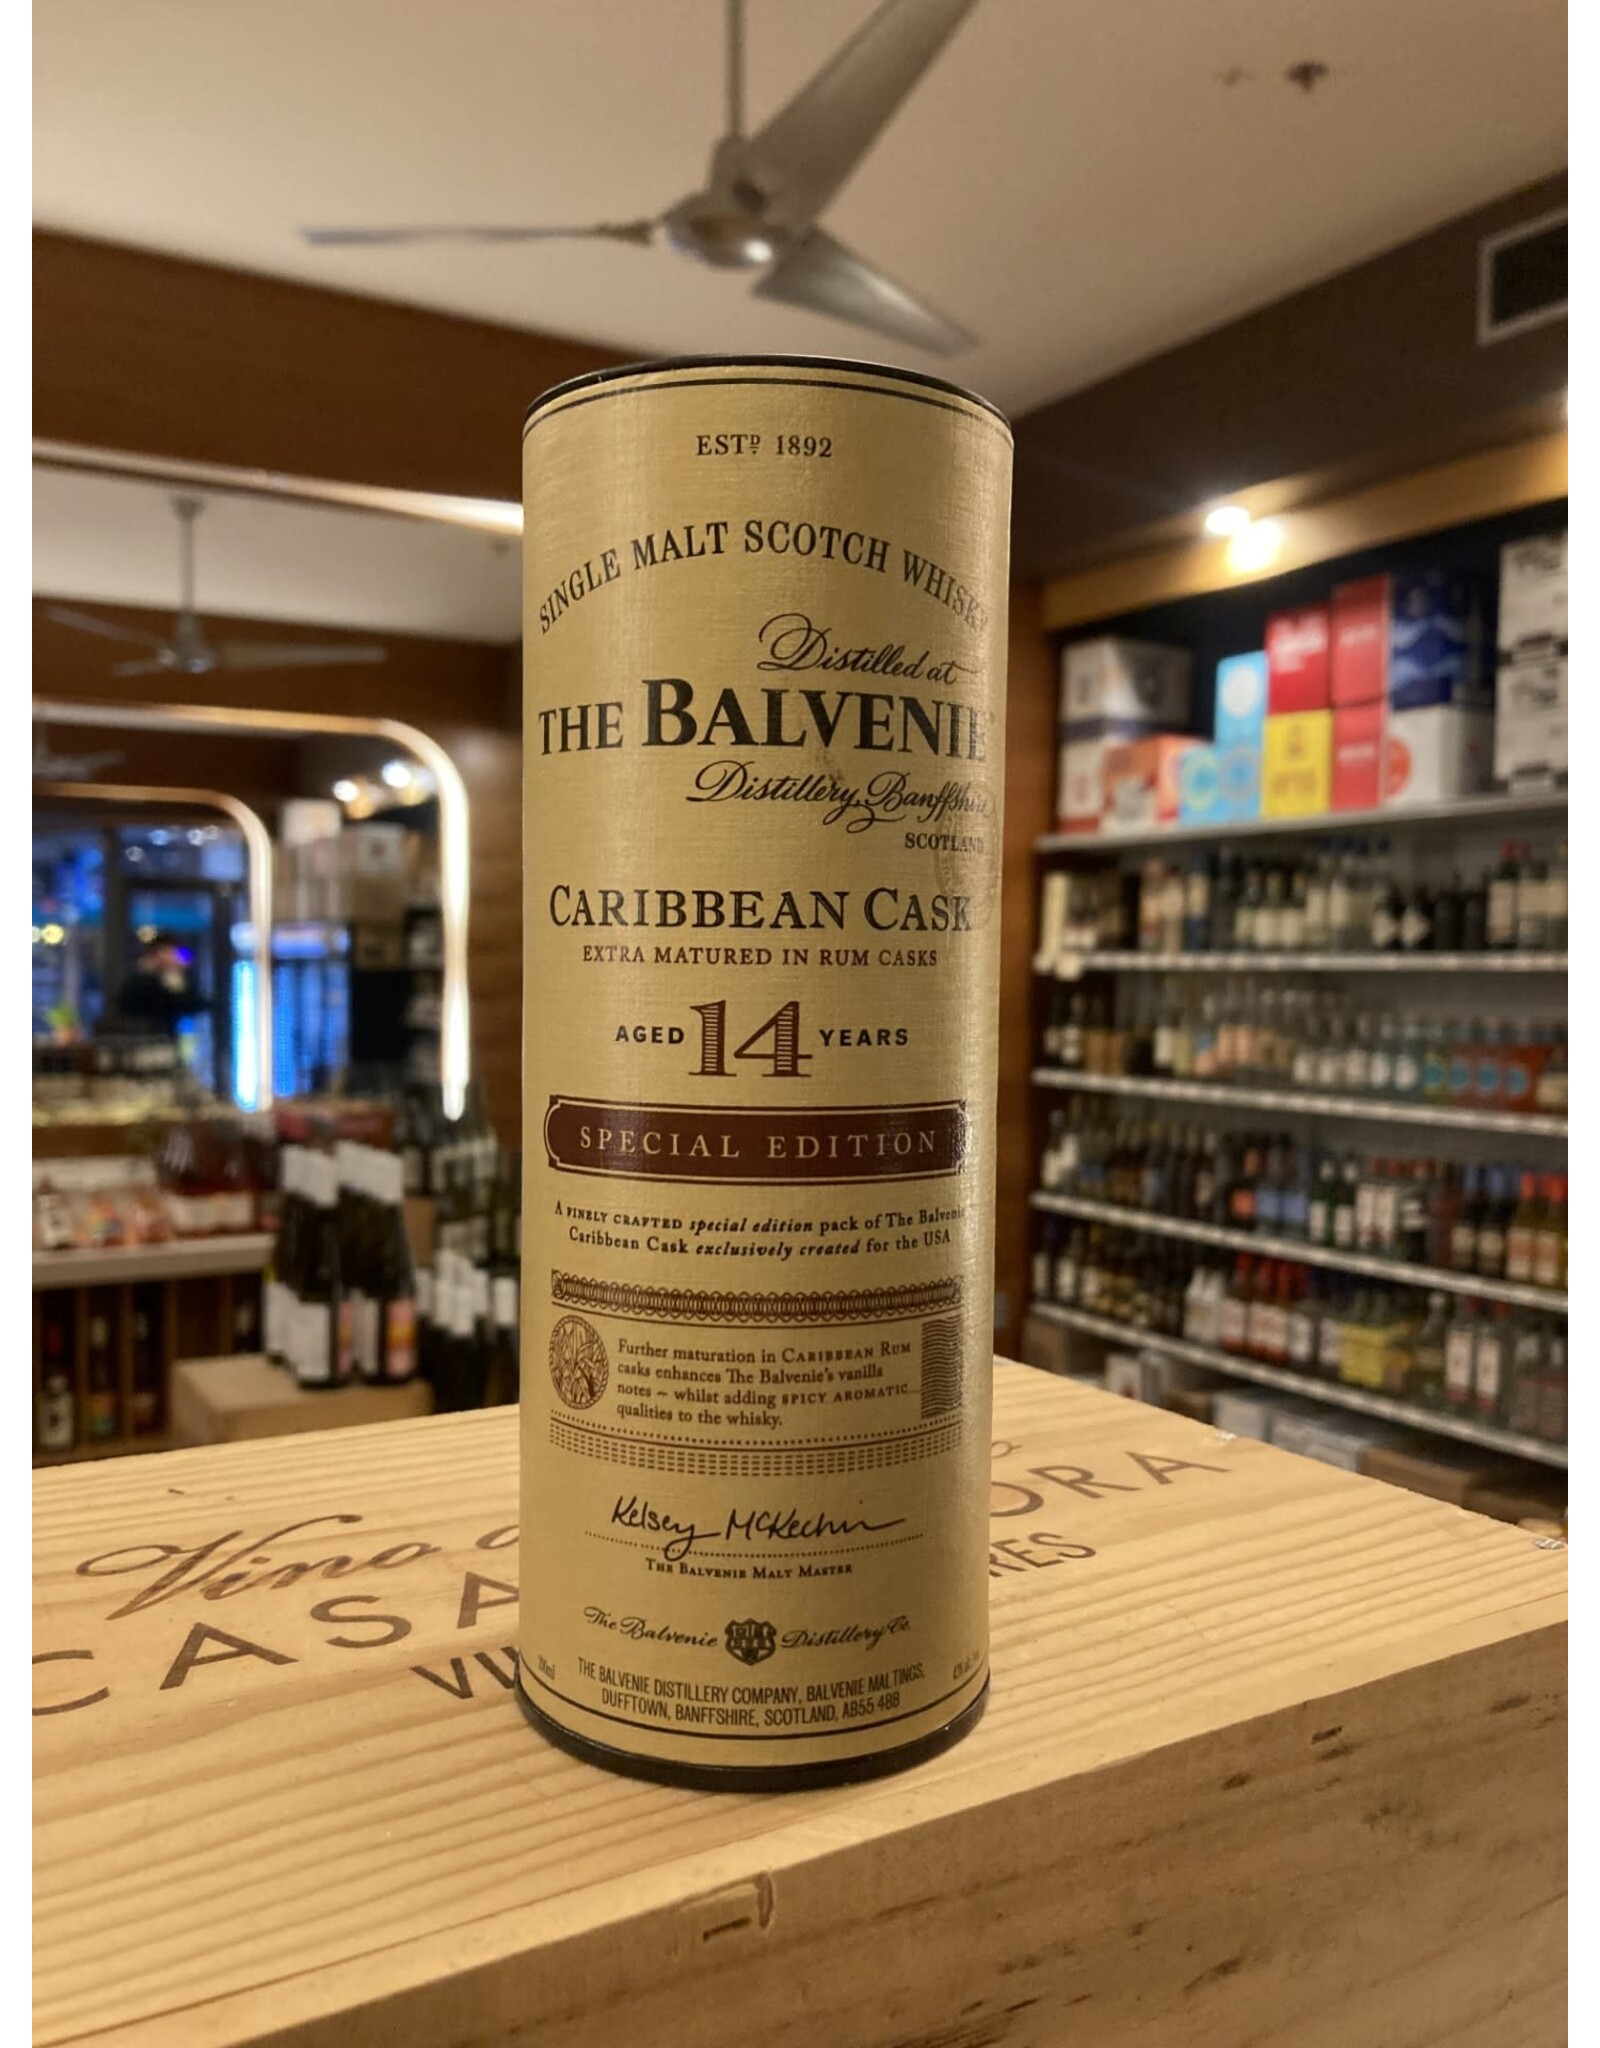 ESTD 1892
SINGLE MALT SCOTCH WHISKY
Distilled at
THE BALVENIE
Distillery, Banffshire
SCOTLAND
CARIBBEAN CASK
EXTRA MATURED IN RUM CASKS
AGED 14 YEARS
SPECIAL EDITION
A FINELY CRAFTED special edition pack of The Balvenie
Caribbean Cask exclusively created for the USA
Further maturation in CARIBBEAN RUM
casks enhances The Balvenie's vanilla
notes ~ whilst adding SPICY AROMATIC
qualities to the whisky.
Kelsey McKechnie
THE BALVENIE MALT MASTER
The Balvenie Distillery Co.
THE BALVENIE DISTILLERY COMPANY, BALVENIE MALTINGS,
DUFFTOWN, BANFFSHIRE, SCOTLAND, AB55 4BB
Vino
CASA ORA